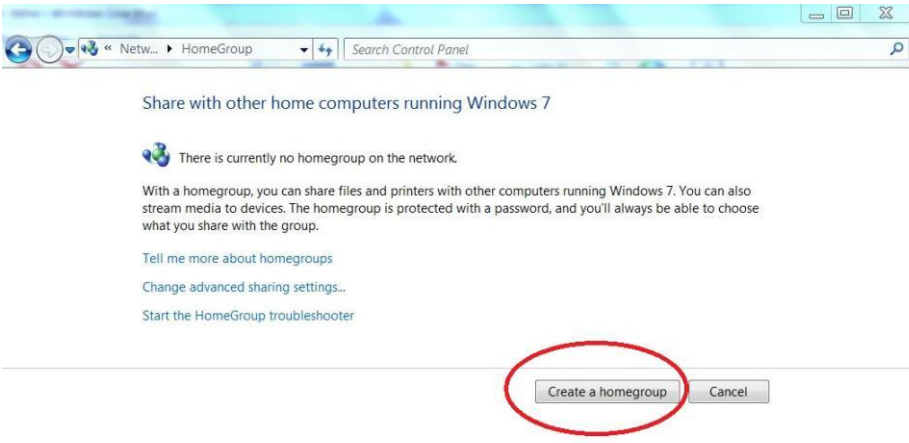 « Netw... ▸ HomeGroup
Search Control Panel
Share with other home computers running Windows 7
There is currently no homegroup on the network.
With a homegroup, you can share files and printers with other computers running Windows 7. You can also
stream media to devices. The homegroup is protected with a password, and you'll always be able to choose
what you share with the group.
Tell me more about homegroups
Change advanced sharing settings...
Start the HomeGroup troubleshooter
Create a homegroup
Cancel